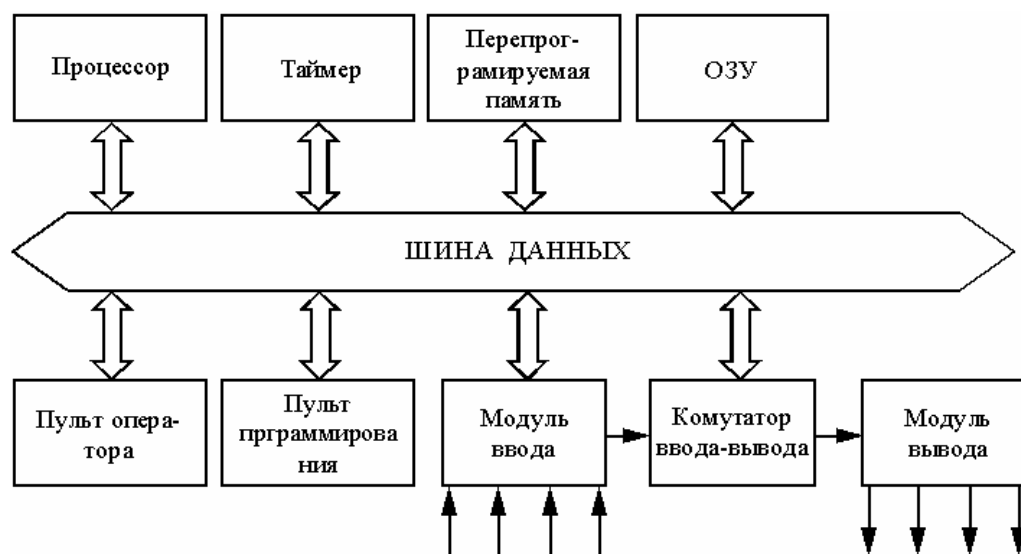 Процессор
Таймер
Перепрог-
рамируемая
память
ОЗУ
ШИНА ДАННЫХ
Пульт опера-
тора
Пульт
прграммирова
ния
Модуль
ввода
Комутатор
ввода-вывода
Модуль
вывода